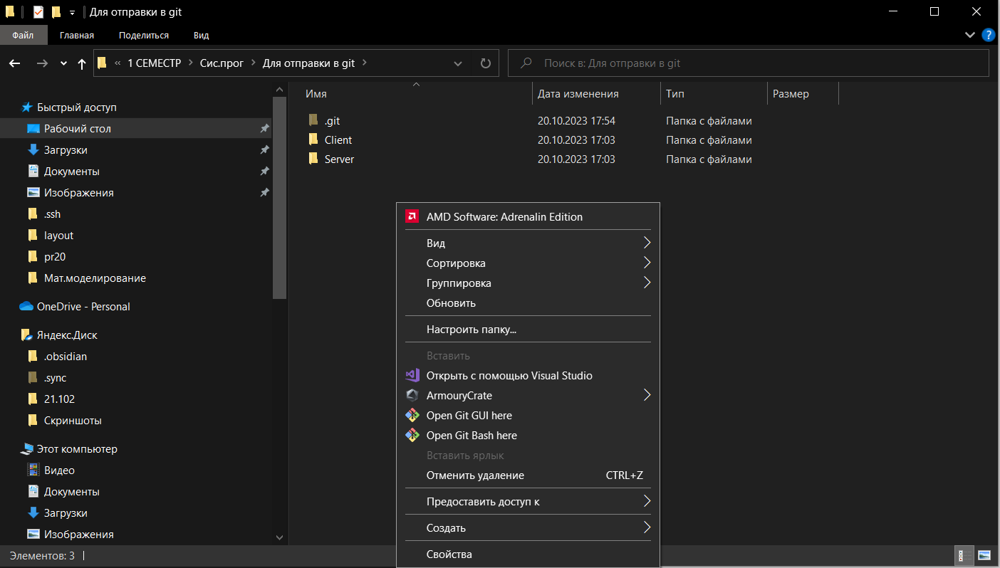 Для отправки в git
Файл Главная Поделиться Вид
« 1 СЕМЕСТР > Сис.прог > Для отправки в git > Поиск в: Для отправки в git
Быстрый доступ
Рабочий стол
Загрузки
Документы
Изображения
.ssh
layout
pr20
Мат.моделирование
OneDrive - Personal
Яндекс.Диск
.obsidian
.sync
21.102
Скриншоты
Этот компьютер
Видео
Документы
Загрузки
Изображения
Имя Дата изменения Тип Размер
.git 20.10.2023 17:54 Папка с файлами
Client 20.10.2023 17:03 Папка с файлами
Server 20.10.2023 17:03 Папка с файлами
AMD Software: Adrenalin Edition
Вид
Сортировка
Группировка
Обновить
Настроить папку...
Вставить
Открыть с помощью Visual Studio
ArmouryCrate
Open Git GUI here
Open Git Bash here
Вставить ярлык
Отменить удаление CTRL+Z
Предоставить доступ к
Создать
Свойства
Элементов: 3